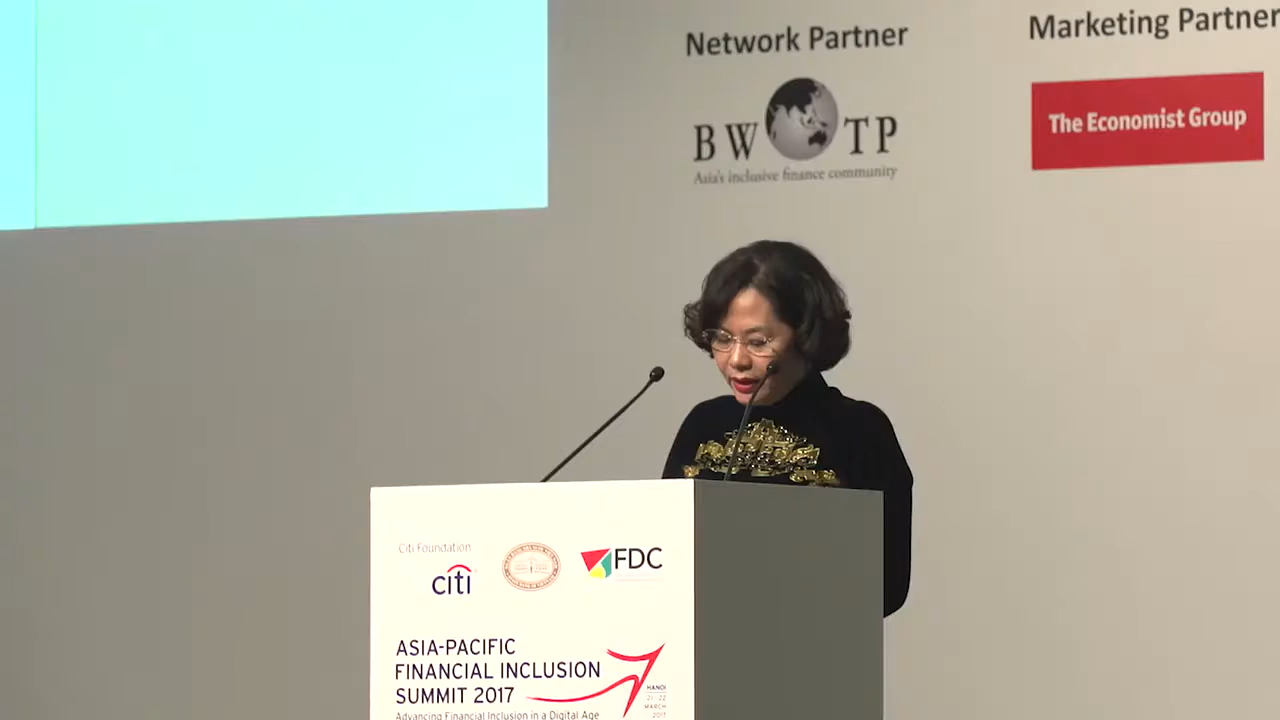 Network Partner
Marketing Partner
BW TP
Asia's inclusive finance community
The Economist Group
Citi Foundation
citi
FDC
ASIA-PACIFIC
FINANCIAL INCLUSION
SUMMIT 2017
Advancing Financial Inclusion in a Digital Age
HANOI
21 - 22
MARCH
2017